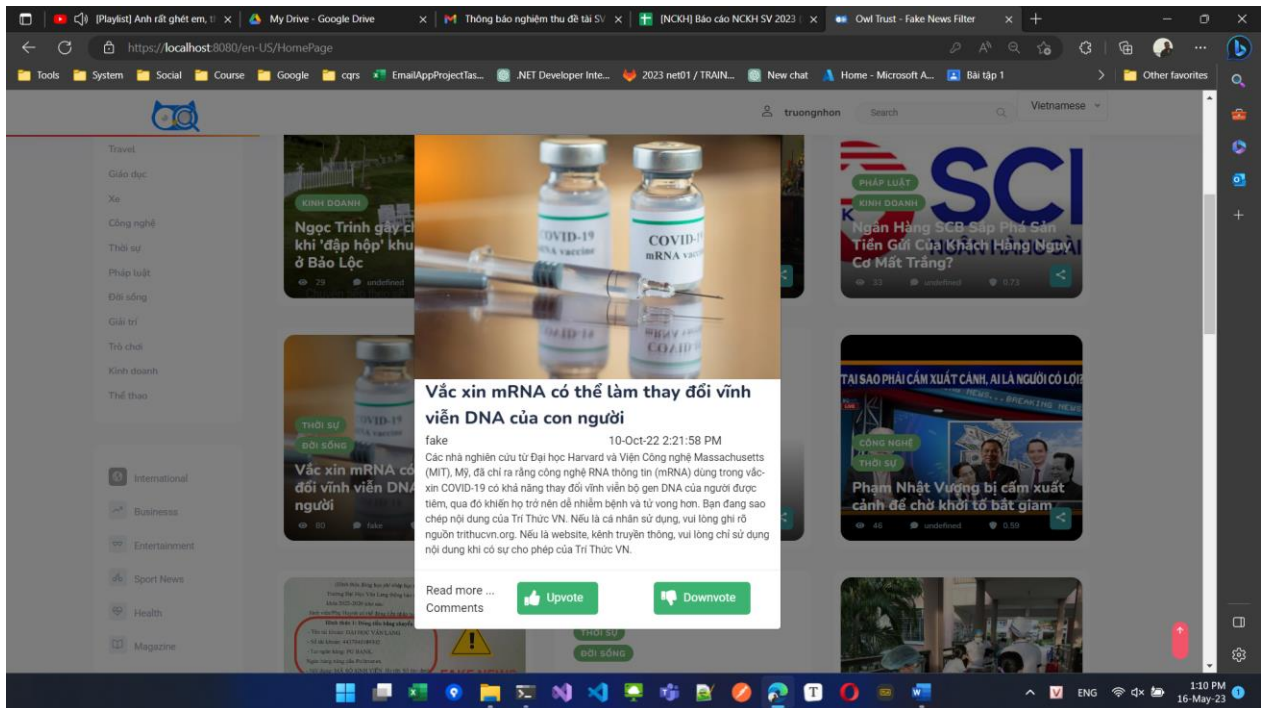 [Playlist] Anh rất ghét em, t
My Drive - Google Drive
Thông báo nghiệm thu đề tài SV
[NCKH] Báo cáo NCKH SV 2023
Owl Trust - Fake News Filter
https://localhost:8080/en-US/HomePage
Tools
System
Social
Course
Google
cqrs
EmailAppProjectTas...
.NET Developer Inte...
2023 net01 / TRAIN...
New chat
Home - Microsoft A...
Bài tập 1
Other favorites
truongnhon
Search
Vietnamese
Travel
Giáo dục
Xe
Công nghệ
Thời sự
Pháp luật
Đời sống
Giải trí
Trò chơi
Kinh doanh
Thể thao
International
Businesss
Entertainment
Sport News
Health
Magazine
KINH DOANH
Ngọc Trinh gây c
khi 'đập hộp' khu
ở Bảo Lộc
29 undefined
COVID-19
mRNA vaccine
COVID-19
mRNA vacc
Vắc xin mRNA có thể làm thay đổi vĩnh
viễn DNA của con người
fake 10-Oct-22 2:21:58 PM
Các nhà nghiên cứu từ Đại học Harvard và Viện Công nghệ Massachusetts
(MIT), Mỹ, đã chỉ ra rằng công nghệ RNA thông tin (mRNA) dùng trong vắc-
xin COVID-19 có khả năng thay đổi vĩnh viễn bộ gen DNA của người được
tiêm, qua đó khiến họ trở nên dễ nhiễm bệnh và tử vong hơn. Bạn đang sao
chép nội dung của Trí Thức VN. Nếu là cá nhân sử dụng, vui lòng ghi rõ
nguồn trithucvn.org. Nếu là website, kênh truyền thông, vui lòng chỉ sử dụng
nội dung khi có sự cho phép của Trí Thức VN.
Read more ...
Comments
Upvote
Downvote
PHÁP LUẬT
KINH DOANH
SCB
Ngân Hàng SCB Sắp Phá Sản
Tiền Gửi Của Khách Hàng Nguy
Cơ Mất Trắng?
33 undefined 0.73
THỜI SỰ
ĐỜI SỐNG
Vắc xin mRNA có
đổi vĩnh viễn DNA
người
80 fake
TẠI SAO PHẢI CẤM XUẤT CẢNH, AI LÀ NGƯỜI CÓ LỢI?
BREAKING NEWS
CÔNG NGHỆ
THỜI SỰ
Phạm Nhật Vượng bị cấm xuất
cảnh để chờ khởi tố bắt giam
46 undefined 0.59
FAKE NEWS
THỜI SỰ
ĐỜI SỐNG
ENG
1:10 PM
16-May-23